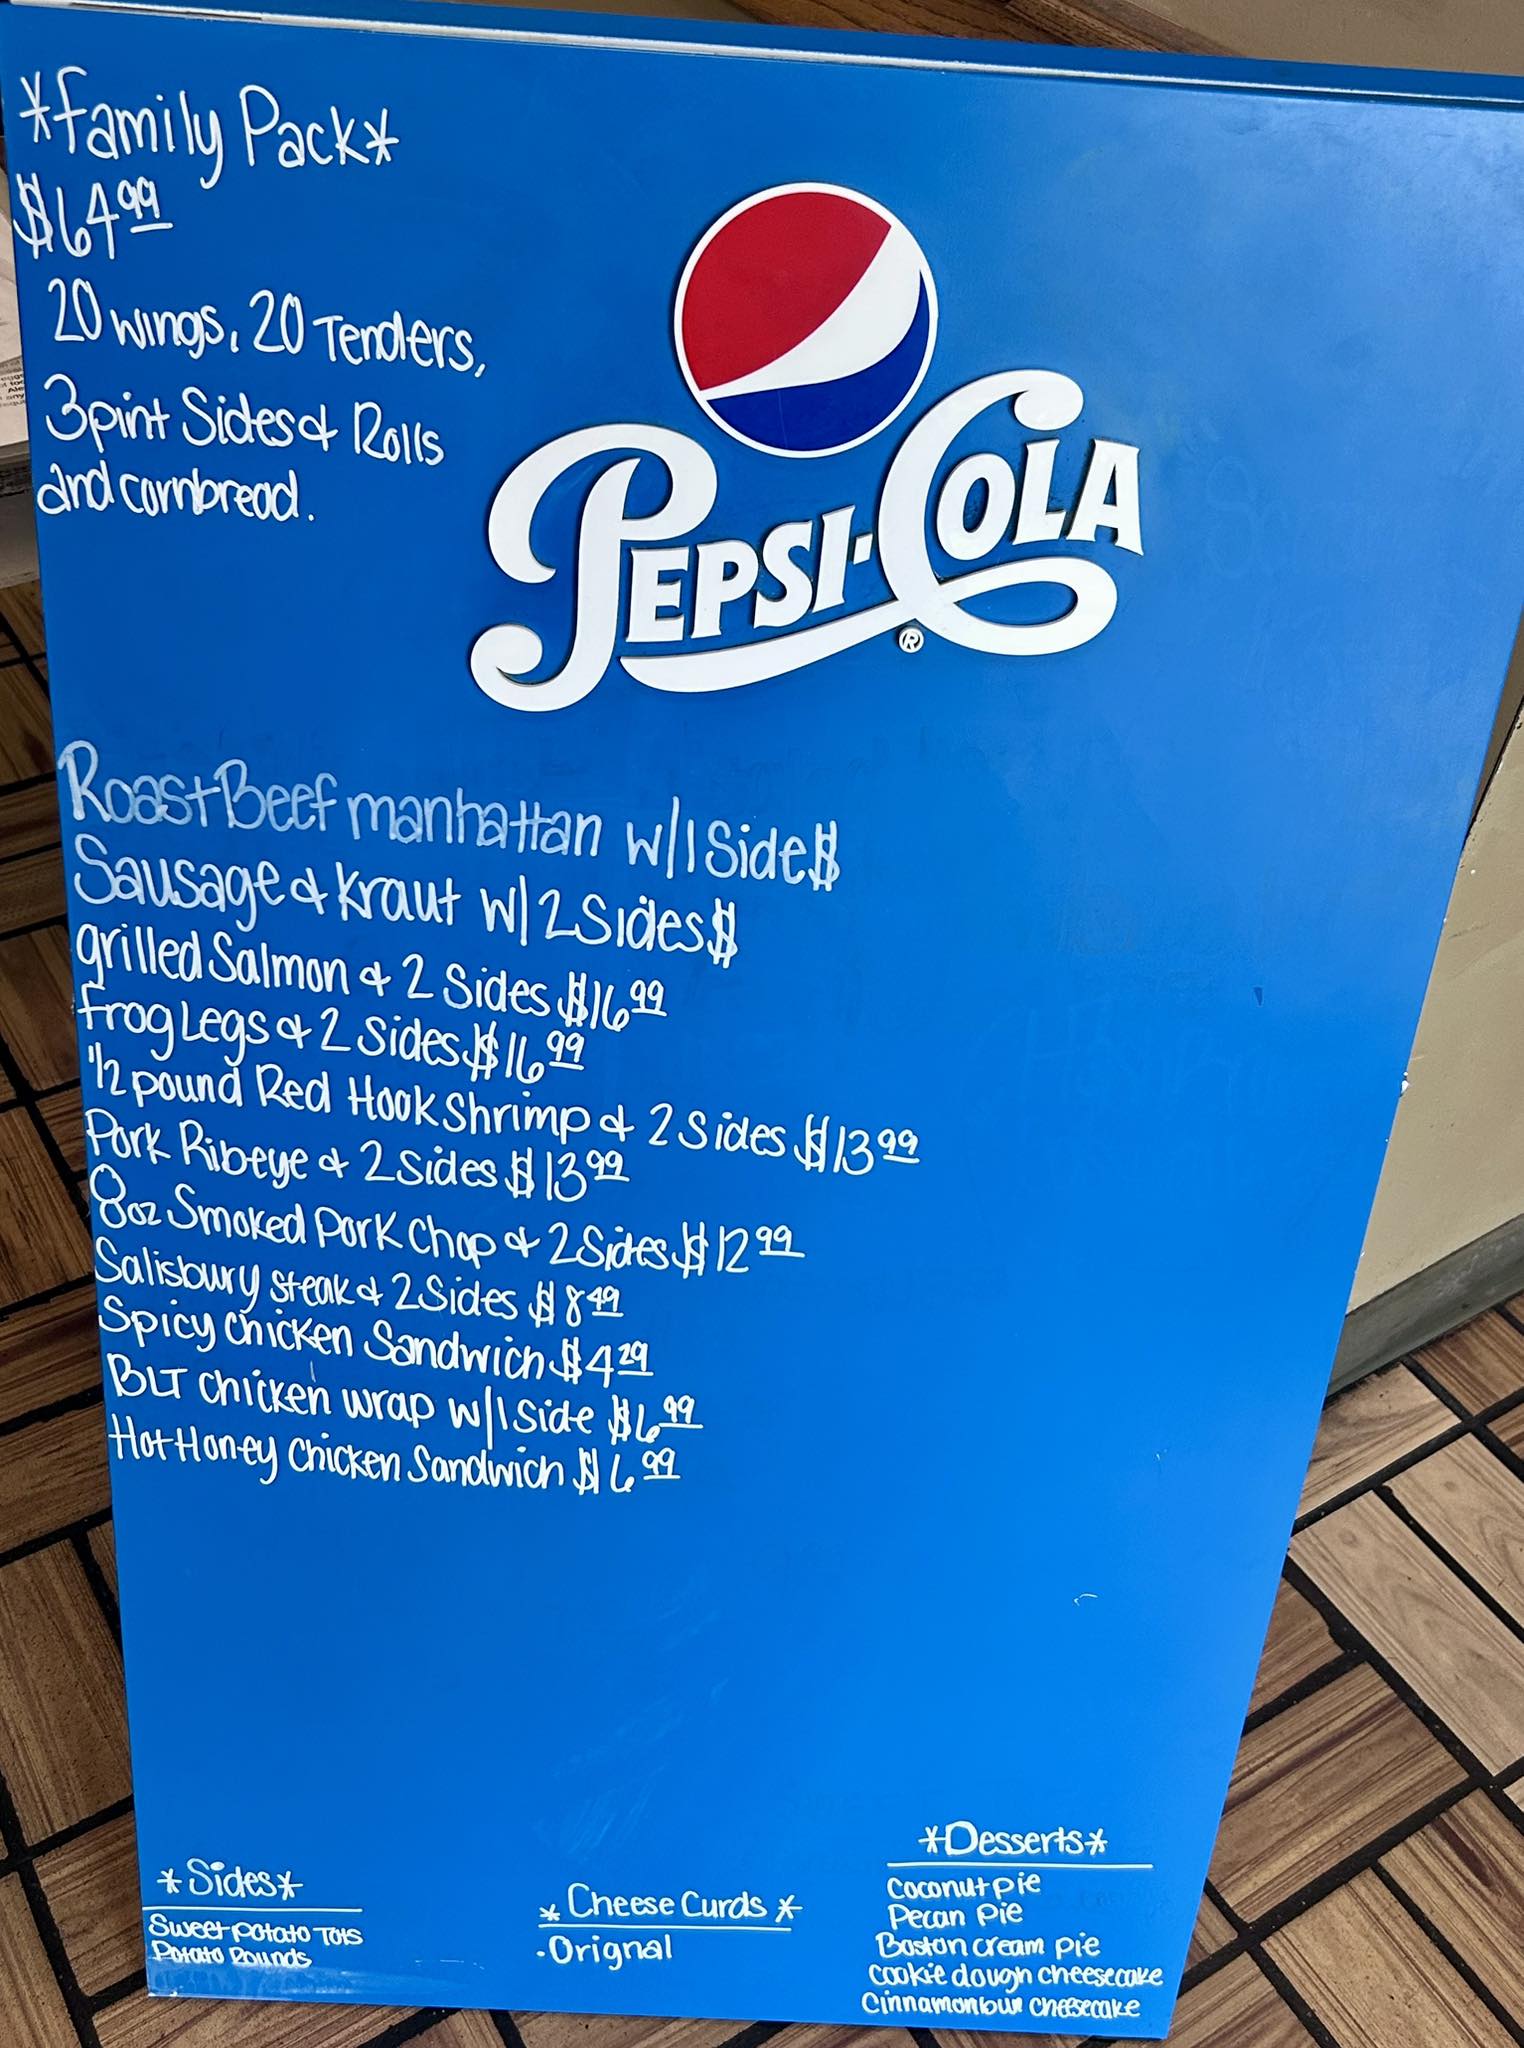 *Family Pack*
$64.99
20 wings, 20 Tenders,
3 pint Sides & Rolls
and cornbread.
PEPSI-COLA
®
Roast Beef manhattan w/1 Side $
Sausage & Kraut w/ 2 Sides $
grilled Salmon & 2 Sides $16.99
Frog Legs & 2 Sides $16.99
1/2 pound Red Hook Shrimp & 2 Sides $13.99
Pork Ribeye & 2 Sides $13.99
8oz Smoked Pork Chop & 2 Sides $12.99
Salisbury Steak & 2 Sides $8.49
Spicy Chicken Sandwich $4.29
BLT Chicken wrap w/1 Side $6.99
Hot Honey Chicken Sandwich $6.99
*Sides*
Sweet potato Tots
Potato Rounds
* Cheese Curds *
• Orignal
*Desserts*
Coconut pie
Pecan Pie
Boston cream pie
Cookie dough cheesecake
Cinnamonbun cheesecake